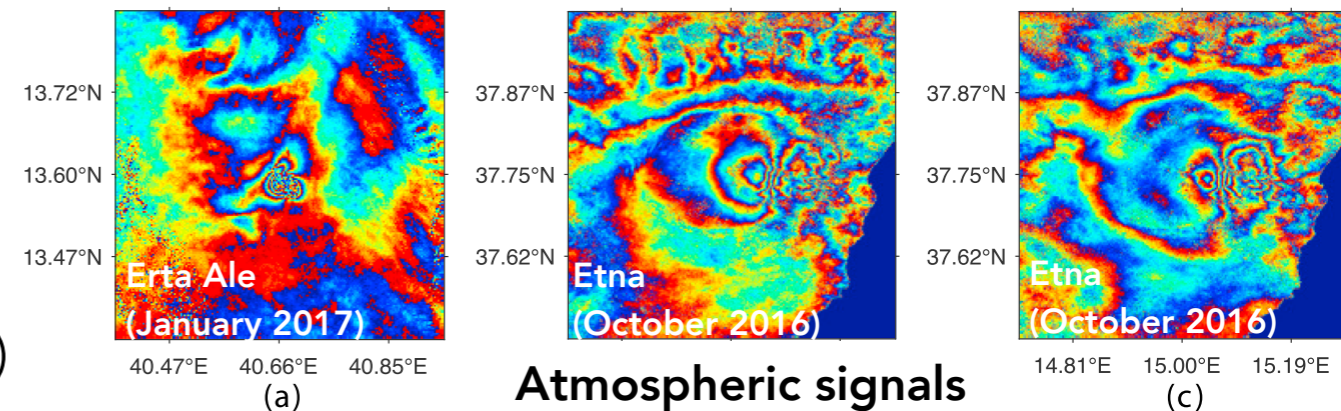 13.72°N
13.60°N
13.47°N
Erta Ale
(January 2017)
40.47°E 40.66°E 40.85°E
(a)
37.87°N
37.75°N
37.62°N
Etna
(October 2016)
Atmospheric signals
37.87°N
37.75°N
37.62°N
Etna
(October 2016)
14.81°E 15.00°E 15.19°E
(c)
)